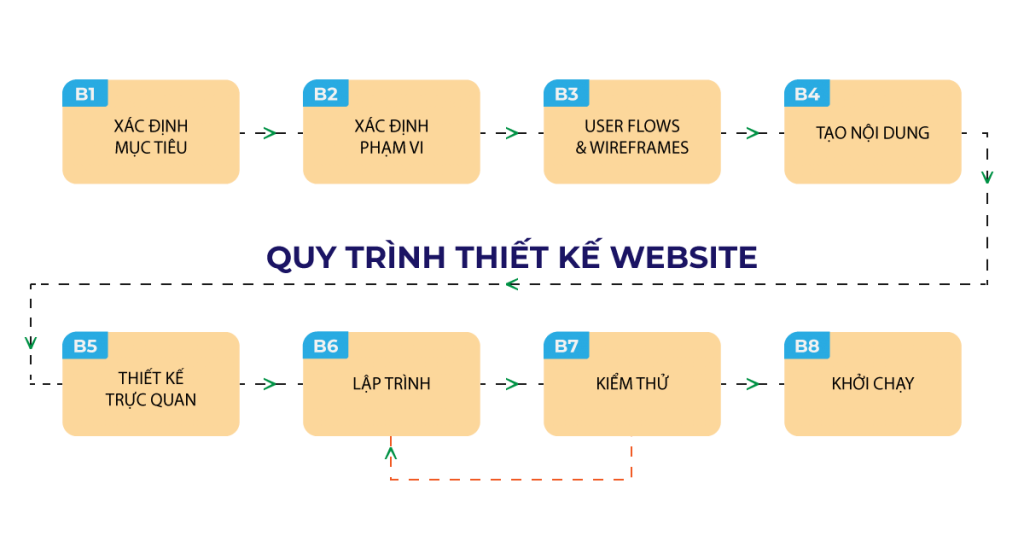 B1
XÁC ĐỊNH
MỤC TIÊU
B2
XÁC ĐỊNH
PHẠM VI
B3
USER FLOWS
& WIREFRAMES
B4
TẠO NỘI DUNG
QUY TRÌNH THIẾT KẾ WEBSITE
B5
THIẾT KẾ
TRỰC QUAN
B6
LẬP TRÌNH
B7
KIỂM THỬ
B8
KHỞI CHẠY